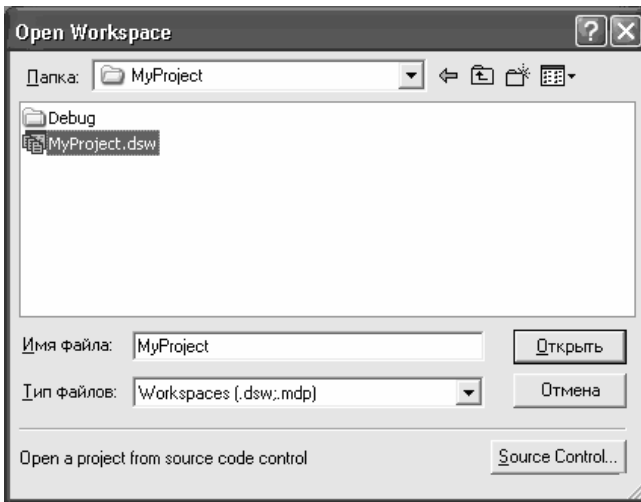 Open Workspace
Папка: MyProject
Debug
MyProject.dsw
Имя файла: MyProject
Открыть
Тип файлов: Workspaces (.dsw;.mdp)
Отмена
Open a project from source code control
Source Control...